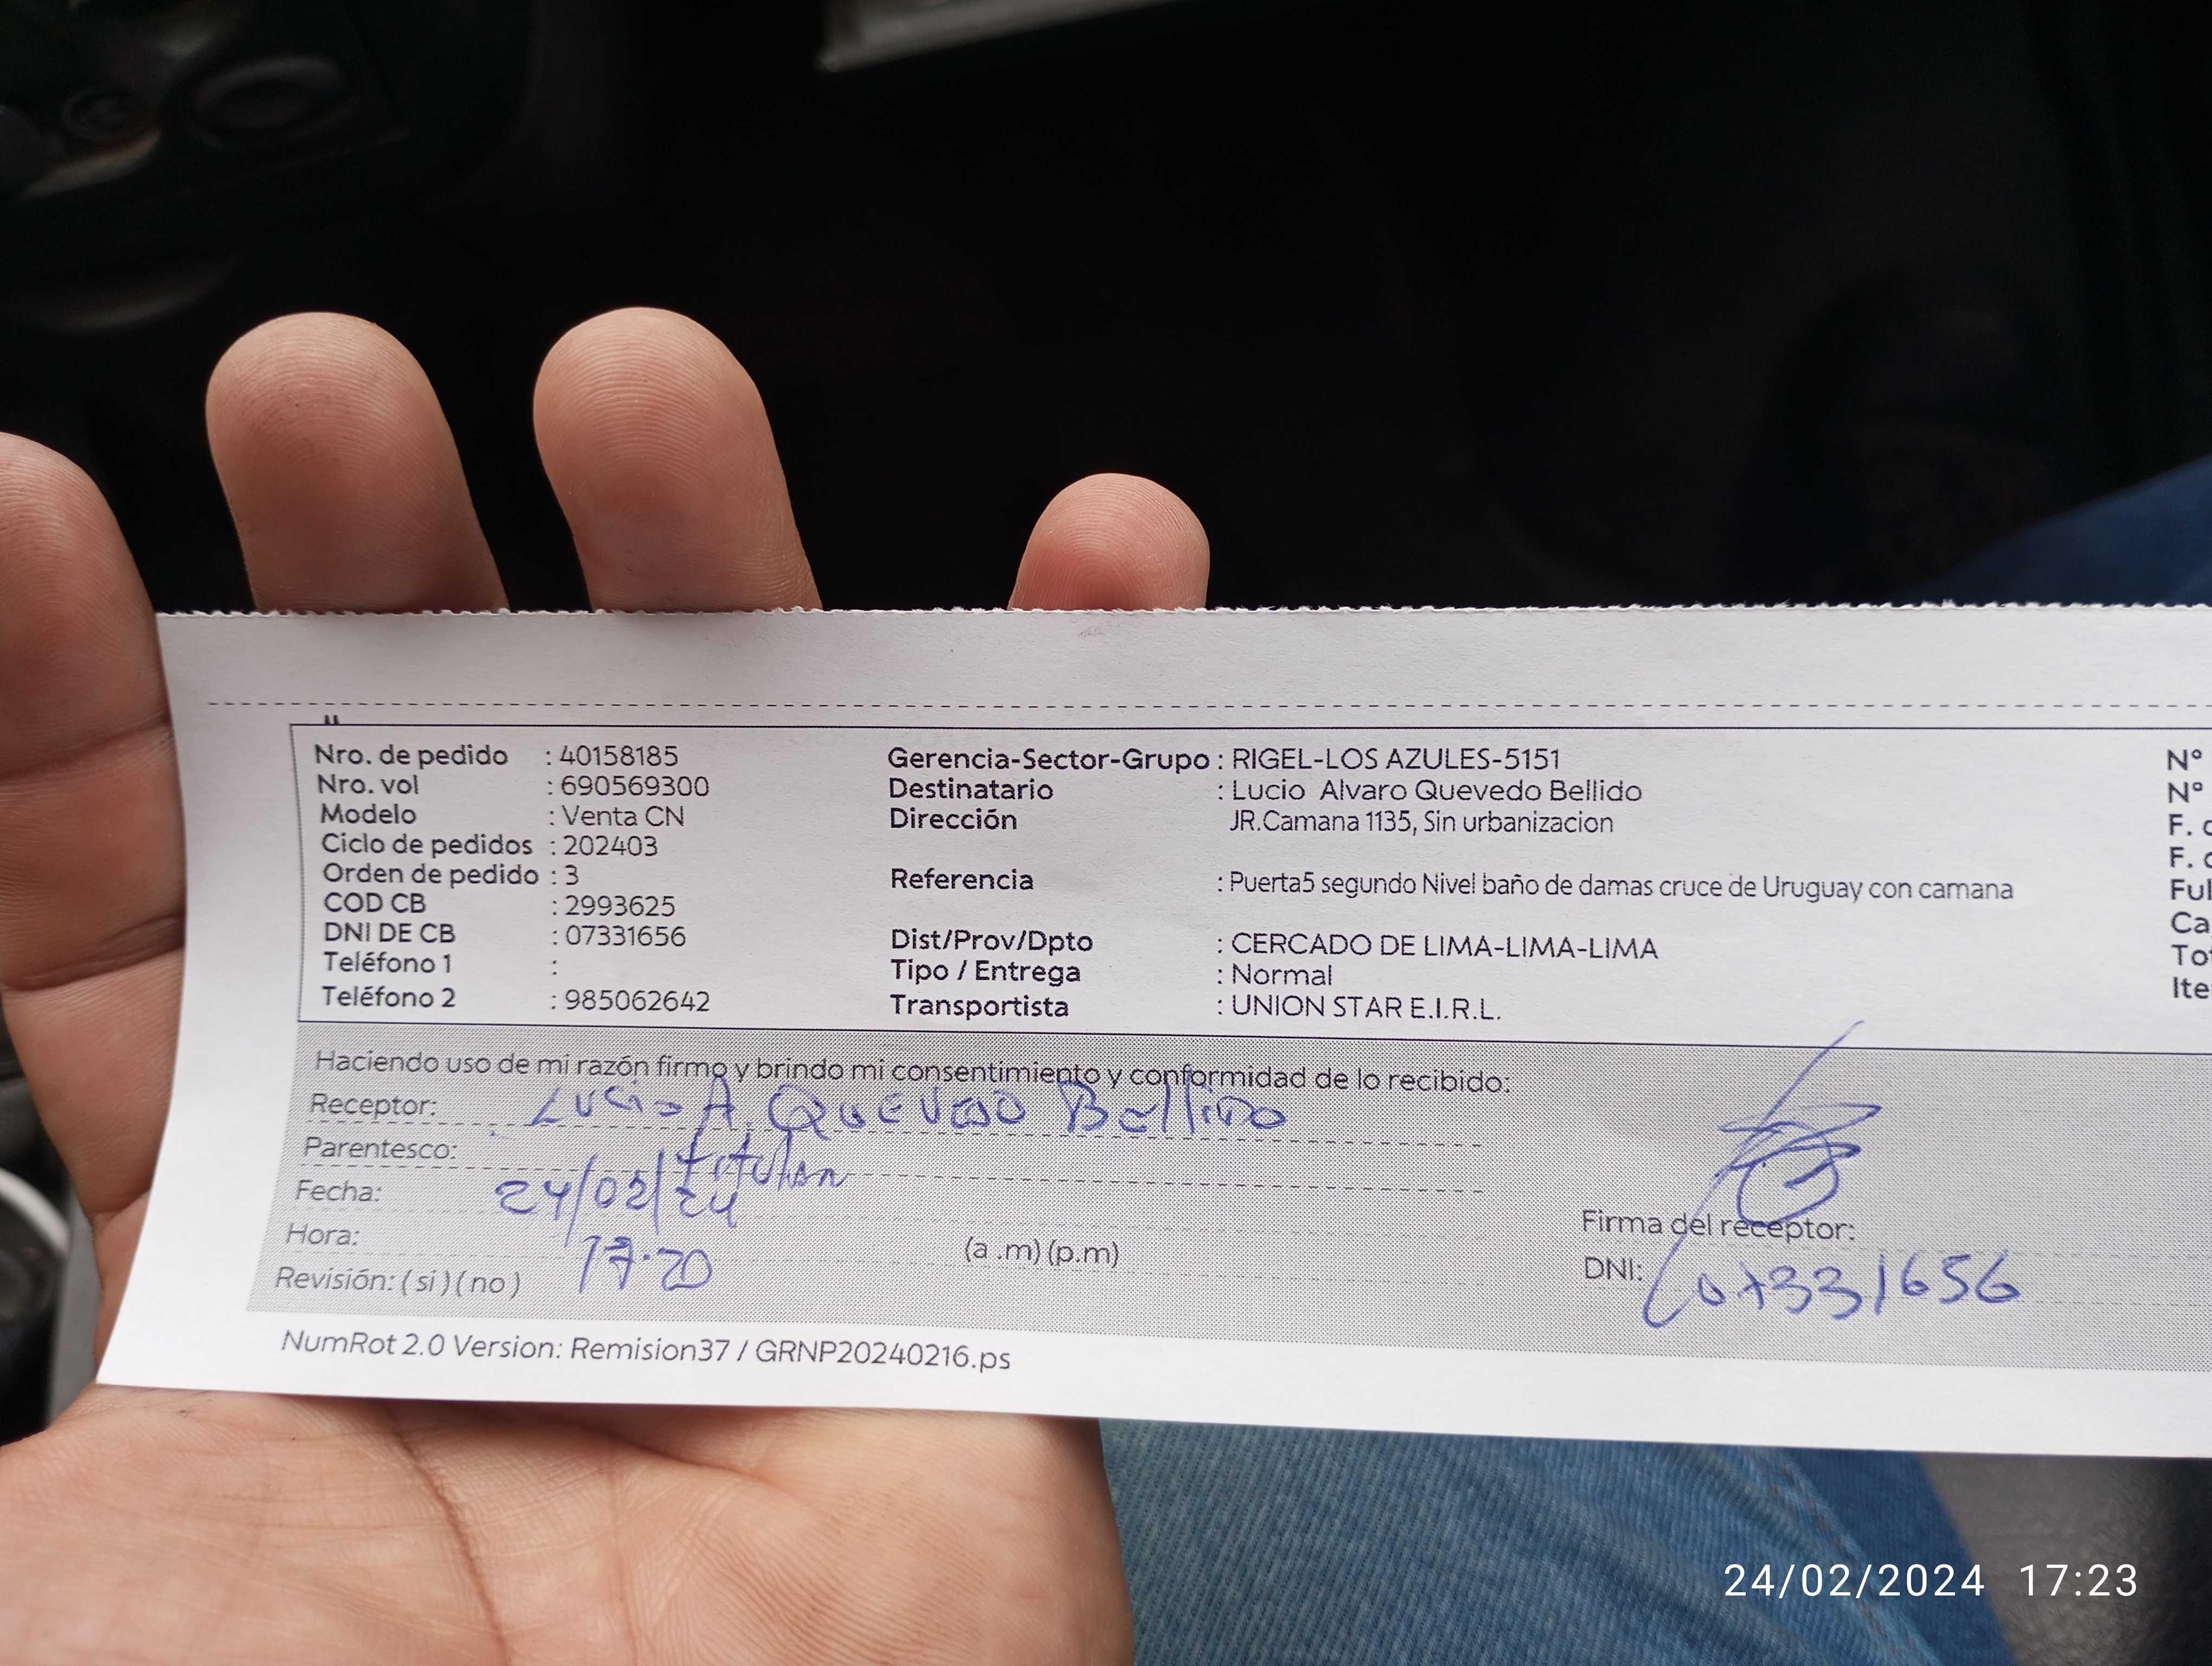 Nro. de pedido : 40158185
Nro. vol : 690569300
Modelo : Venta CN
Ciclo de pedidos : 202403
Orden de pedido : 3
COD CB : 2993625
DNI DE CB : 07331656
Teléfono 1 :
Teléfono 2 : 985062642
Gerencia-Sector-Grupo : RIGEL-LOS AZULES-5151
Destinatario : Lucio Alvaro Quevedo Bellido
Dirección JR.Camana 1135, Sin urbanizacion
Referencia : Puerta5 segundo Nivel baño de damas cruce de Uruguay con camana
Dist/Prov/Dpto : CERCADO DE LIMA-LIMA-LIMA
Tipo / Entrega : Normal
Transportista : UNION STAR E.I.R.L.
N°
N°
F.
F.
Haciendo uso de mi razón firmo y brindo mi consentimiento y conformidad de lo recibido:
Receptor: Lucio A. QUEVEDO Bellido
Parentesco: titular
Fecha: 24/02/24
Hora: 17:20 (a .m) (p.m)
Revisión: ( si ) ( no )
Firma del receptor:
DNI: 07331656
NumRot 2.0 Version: Remision37 / GRNP20240216.ps
24/02/2024 17:23